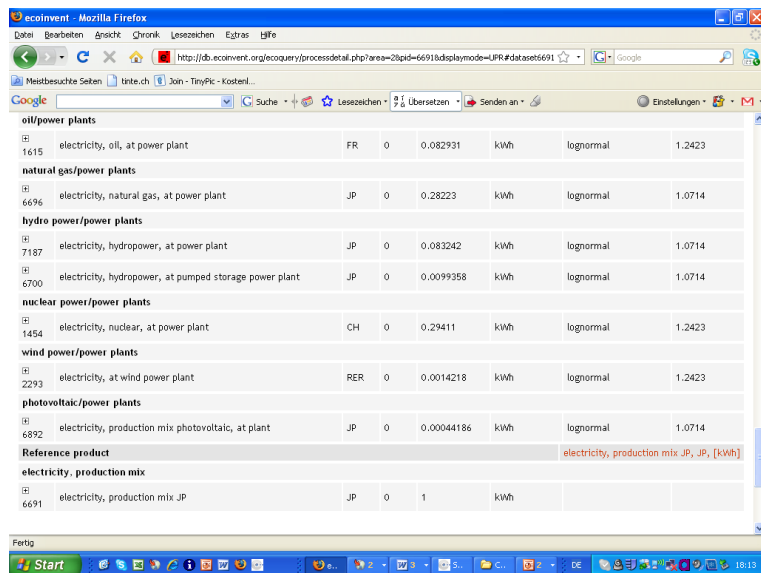 ecoinvent - Mozilla Firefox
Datei Bearbeiten Ansicht Chronik Lesezeichen Extras Hilfe
http://db.ecoinvent.org/ecoquery/processdetail.php?area=2&pid=6691&displaymode=UPR#dataset6691 Google
Meistbesuchte Seiten tinte.ch Join - TinyPic - Kostenl...
Google Suche Lesezeichen Übersetzen Senden an Einstellungen
oil/power plants
1615 electricity, oil, at power plant FR 0 0.082931 kWh lognormal 1.2423
natural gas/power plants
6696 electricity, natural gas, at power plant JP 0 0.28223 kWh lognormal 1.0714
hydro power/power plants
7187 electricity, hydropower, at power plant JP 0 0.083242 kWh lognormal 1.0714
6700 electricity, hydropower, at pumped storage power plant JP 0 0.0099358 kWh lognormal 1.0714
nuclear power/power plants
1454 electricity, nuclear, at power plant CH 0 0.29411 kWh lognormal 1.2423
wind power/power plants
2293 electricity, at wind power plant RER 0 0.0014218 kWh lognormal 1.2423
photovoltaic/power plants
6892 electricity, production mix photovoltaic, at plant JP 0 0.00044186 kWh lognormal 1.0714
Reference product electricity, production mix JP, JP, [kWh]
electricity, production mix
6691 electricity, production mix JP JP 0 1 kWh
Fertig
Start e.. 2 W 3 S.. C.. 2 DE 18:13